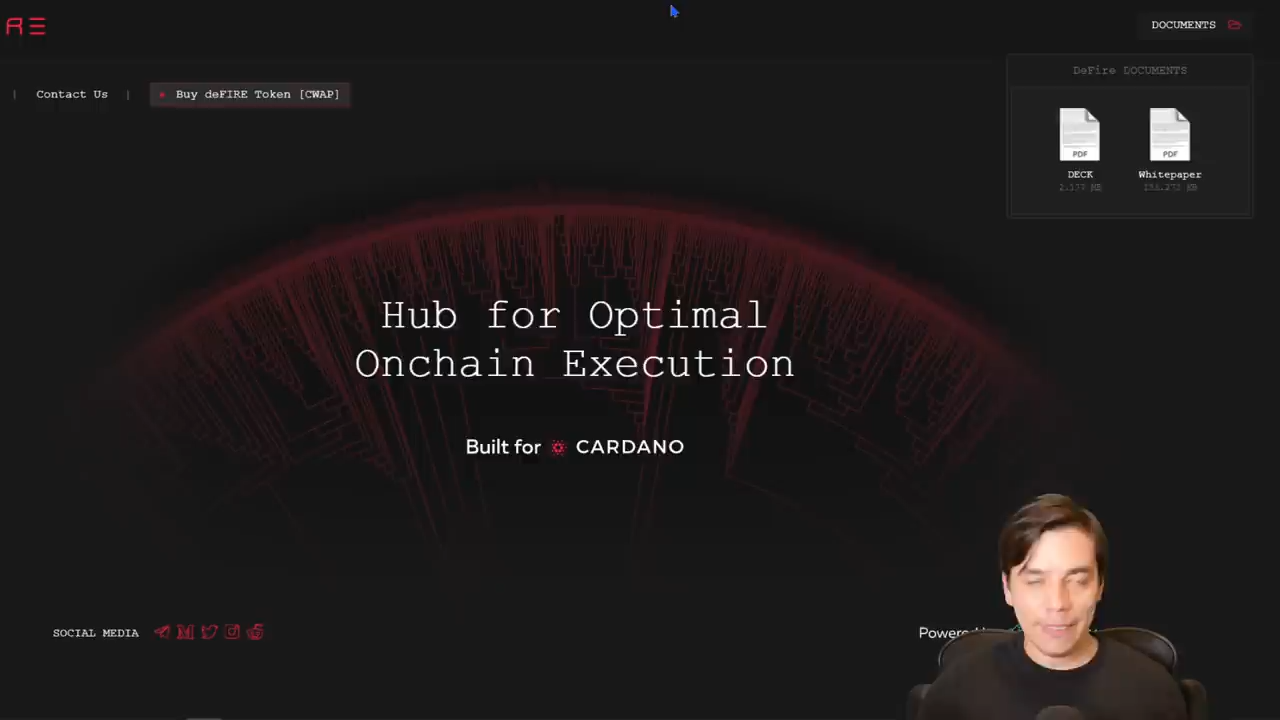 RE
DOCUMENTS
DeFire DOCUMENTS
PDF
PDF
DECK
Whitepaper
Contact Us
Buy deFIRE Token [CWAP]
Hub for Optimal
Onchain Execution
Built for CARDANO
SOCIAL MEDIA